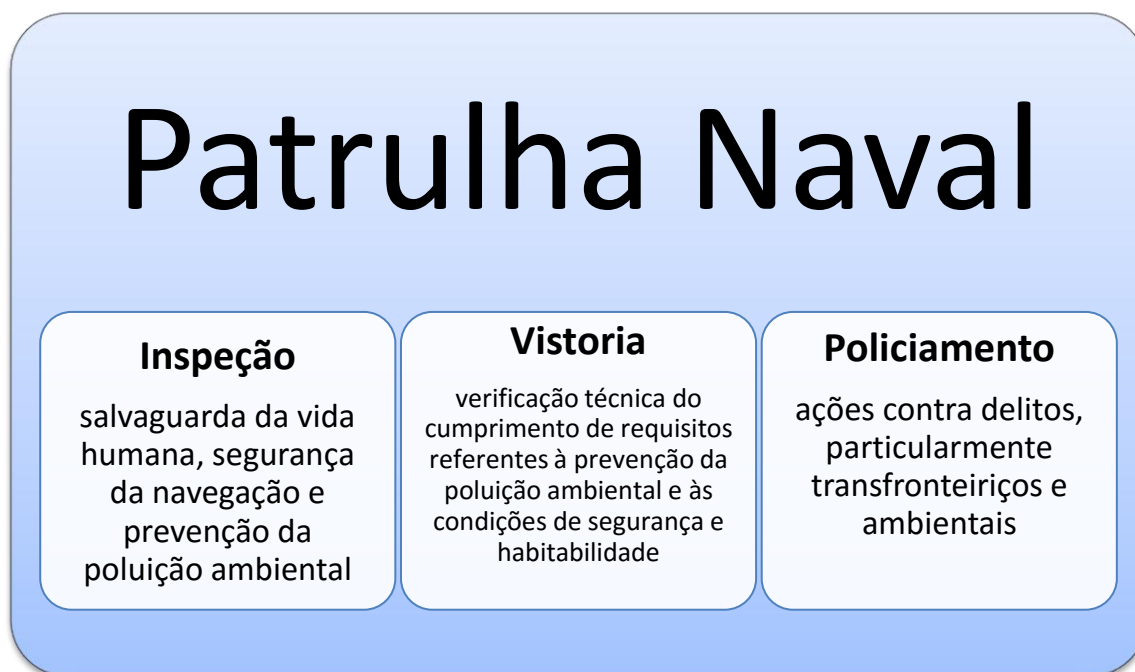 Patrulha Naval
Inspeção
salvaguarda da vida
humana, segurança
da navegação e
prevenção da
poluição ambiental
Vistoria
verificação técnica do
cumprimento de requisitos
referentes à prevenção da
poluição ambiental e às
condições de segurança e
habitabilidade
Policiamento
ações contra delitos,
particularmente
transfronteiriços e
ambientais